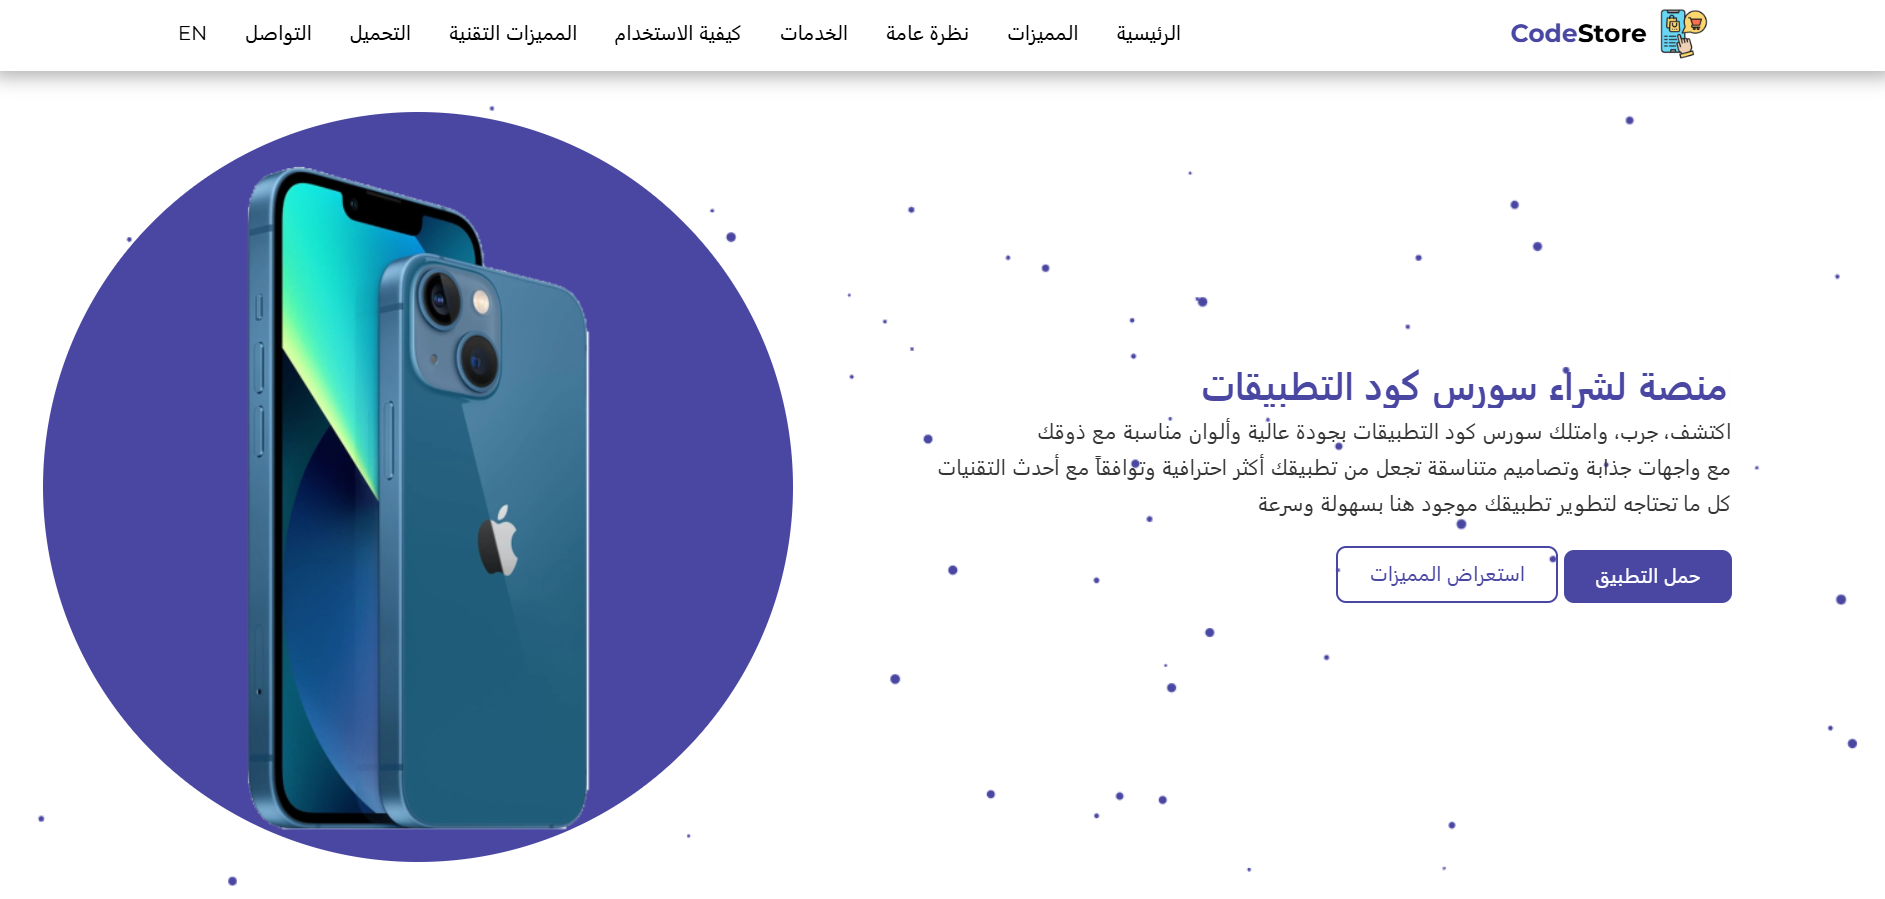 CodeStore
الرئيسية
المميزات
نظرة عامة
الخدمات
كيفية الاستخدام
المميزات التقنية
التحميل
التواصل
EN
منصة لشراء سورس كود التطبيقات
اكتشف، جرب، وامتلك سورس كود التطبيقات بجودة عالية وألوان مناسبة مع ذوقك
مع واجهات جذابة وتصاميم متناسقة تجعل من تطبيقك أكثر احترافية وتوافقاً مع أحدث التقنيات
كل ما تحتاجه لتطوير تطبيقك موجود هنا بسهولة وسرعة
حمل التطبيق
استعراض المميزات